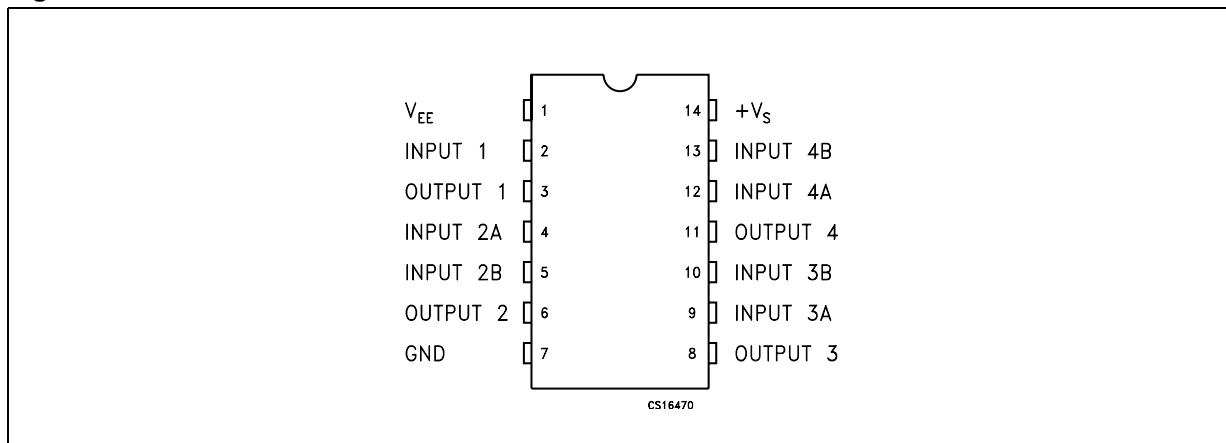 V_EE 1 14 +V_S
INPUT 1 2 13 INPUT 4B
OUTPUT 1 3 12 INPUT 4A
INPUT 2A 4 11 OUTPUT 4
INPUT 2B 5 10 INPUT 3B
OUTPUT 2 6 9 INPUT 3A
GND 7 8 OUTPUT 3
CS16470